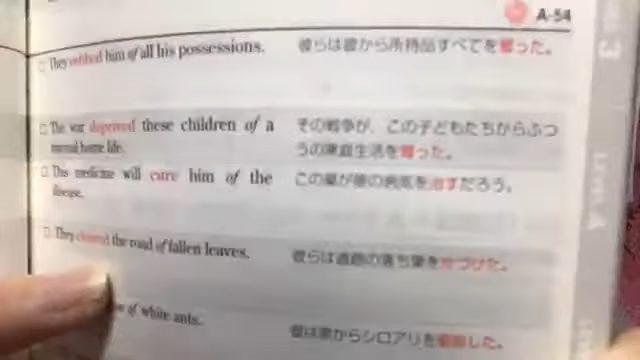 A-54
They robbed him of all his possessions. 彼らは彼から所持品すべてを奪った。
The war deprived these children of a その戦争が、この子どもたちからふつ
normal home life. うの家庭生活を奪った。
This medicine will cure him of the この薬が彼の病気を治すだろう。
disease.
They cleared the road of fallen leaves. 彼らは道路の落ち葉を片づけた。
of white ants. 彼は家からシロアリを駆除した。
3